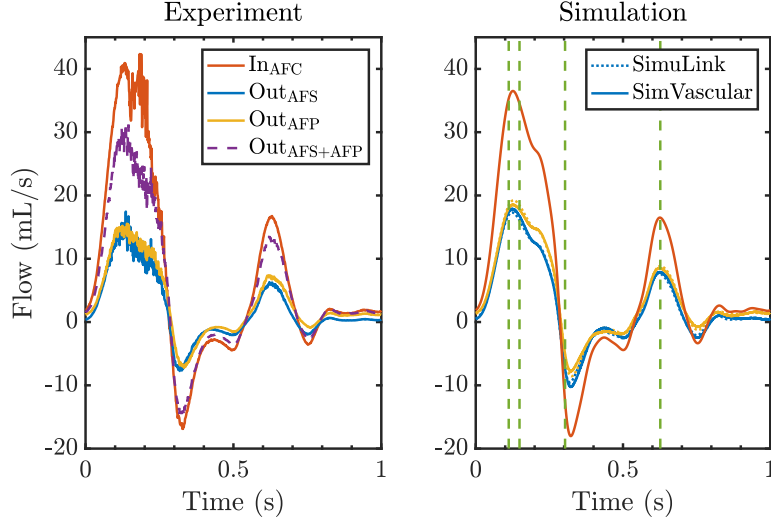 Experiment
Simulation
Flow (mL/s)
40
30
20
10
0
-10
-20
In_AFC
Out_AFS
Out_AFP
Out_AFS+AFP
0
0.5
1
Time (s)
40
30
20
10
0
-10
-20
SimuLink
SimVascular
0
0.5
1
Time (s)